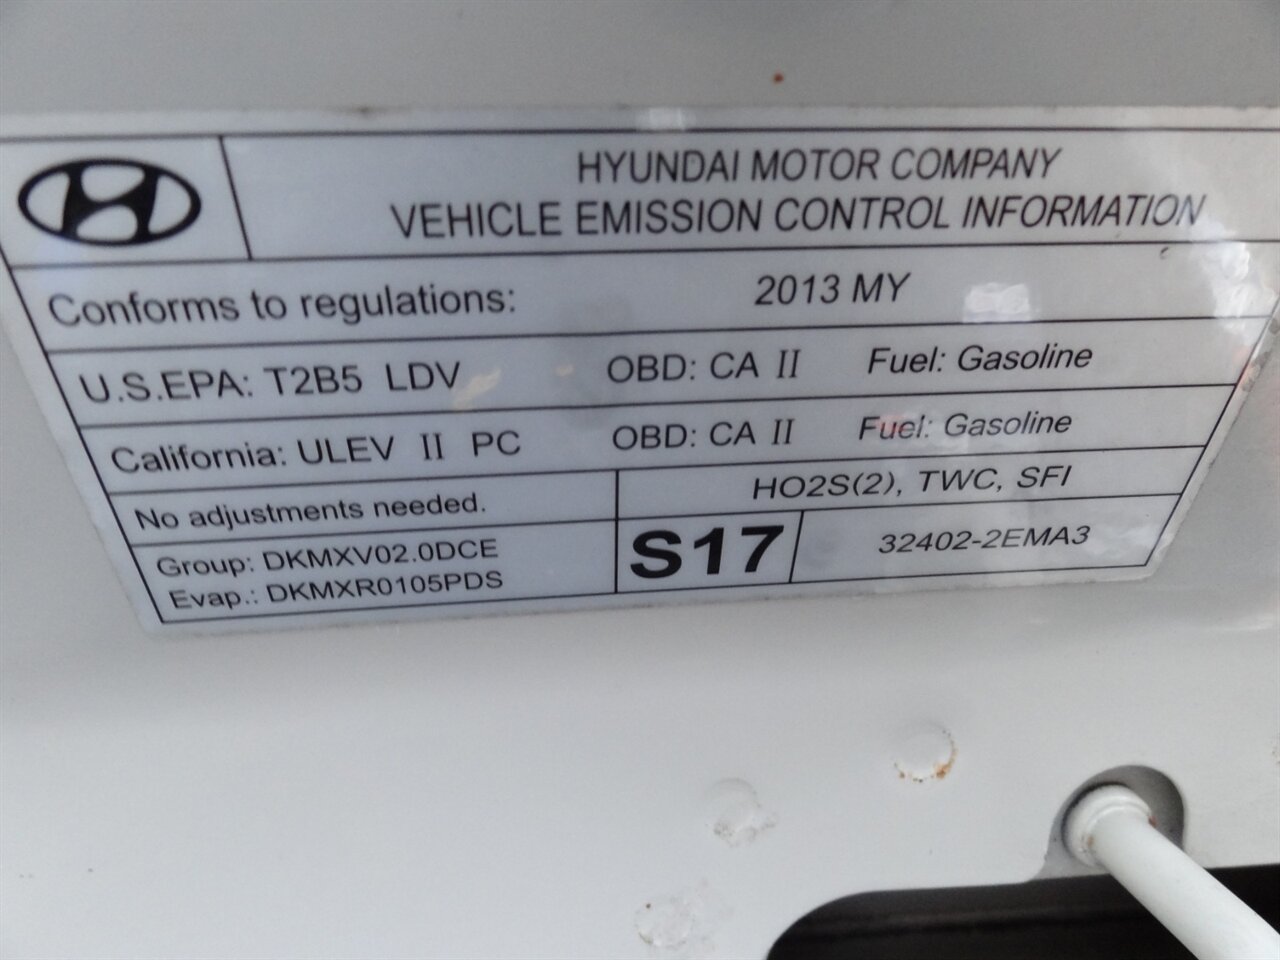 HYUNDAI MOTOR COMPANY
VEHICLE EMISSION CONTROL INFORMATION
Conforms to regulations: 2013 MY
U.S.EPA: T2B5 LDV OBD: CA II Fuel: Gasoline
California: ULEV II PC OBD: CA II Fuel: Gasoline
No adjustments needed. HO2S(2), TWC, SFI
Group: DKMXV02.0DCE
Evap.: DKMXR0105PDS
S17 32402-2EMA3